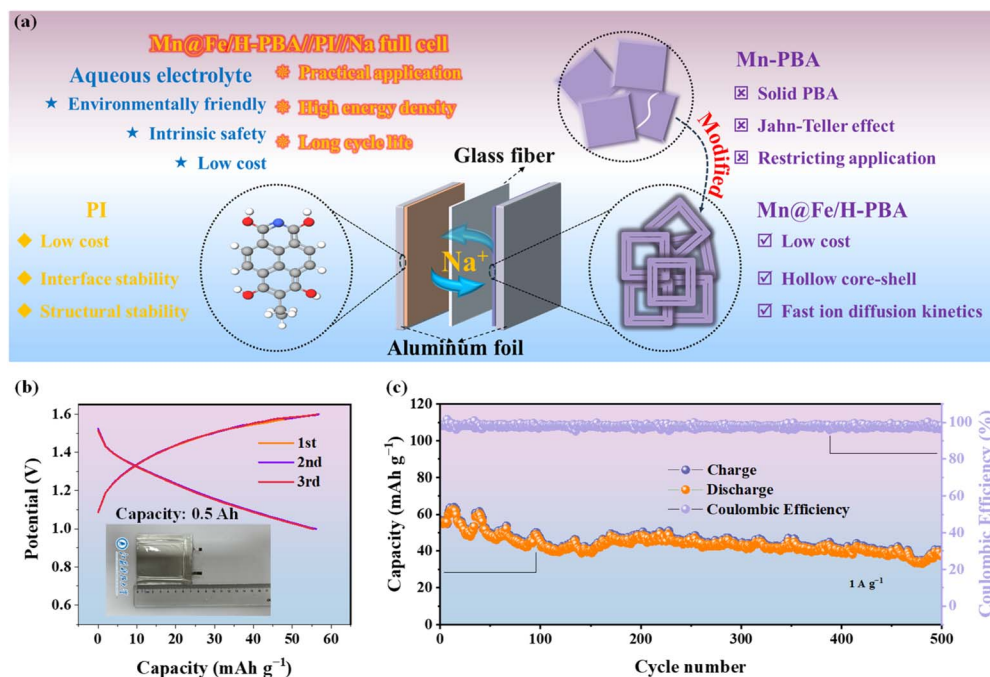 (a)
Mn@Fe/H-PBA//PI//Na full cell
Aqueous electrolyte
★ Environmentally friendly
★ Intrinsic safety
★ Low cost
Practical application
High energy density
Long cycle life
Mn-PBA
☒ Solid PBA
☒ Jahn-Teller effect
☒ Restricting application
Modified
Glass fiber
Na⁺
Aluminum foil
PI
◆ Low cost
◆ Interface stability
◆ Structural stability
Mn@Fe/H-PBA
☑ Low cost
☑ Hollow core-shell
☑ Fast ion diffusion kinetics
(b)
Potential (V)
1.6
1.4
1.2
1.0
0.8
0.6
1st
2nd
3rd
Capacity: 0.5 Ah
0 10 20 30 40 50 60
Capacity (mAh g⁻¹)
(c)
Capacity (mAh g⁻¹)
120
100
80
60
40
20
0
Charge
Discharge
Coulombic Efficiency
1 A g⁻¹
0 100 200 300 400 500
Cycle number
100
80
60
40
20
0
Coulombic Efficiency (%)